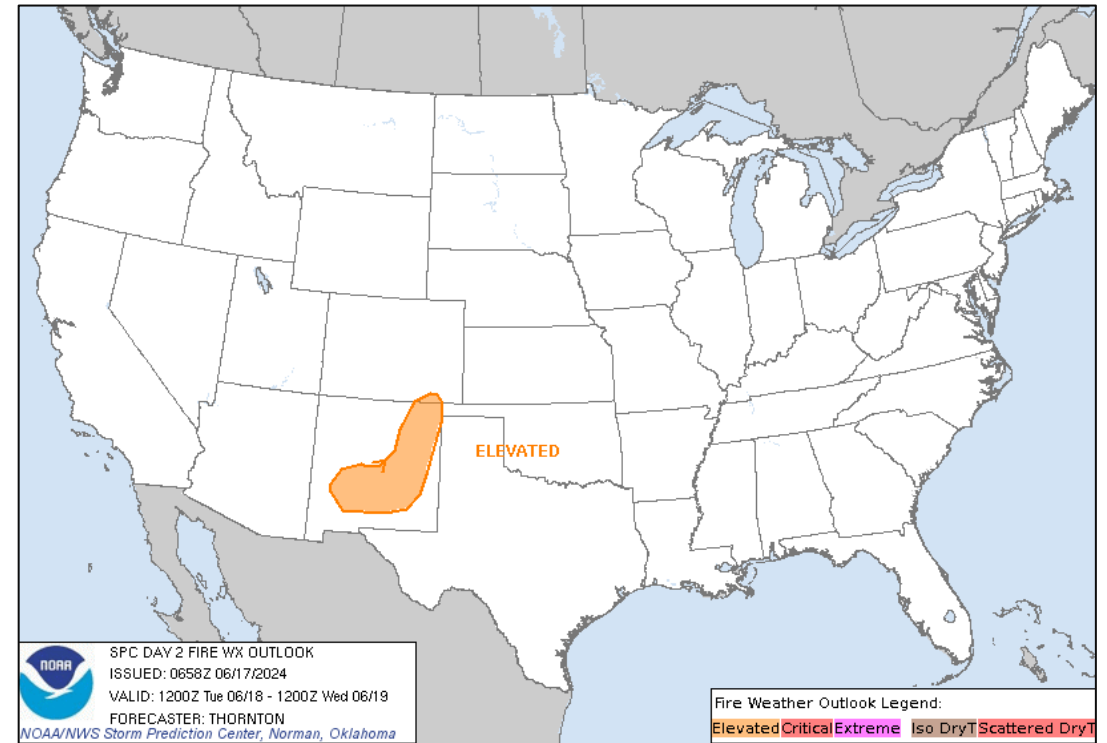 ELEVATED
NOAA
SPC DAY 2 FIRE WX OUTLOOK
ISSUED: 0658Z 06/17/2024
VALID: 1200Z Tue 06/18 - 1200Z Wed 06/19
FORECASTER: THORNTON
NOAA/NWS Storm Prediction Center, Norman, Oklahoma
Fire Weather Outlook Legend:
Elevated Critical Extreme Iso DryT Scattered DryT